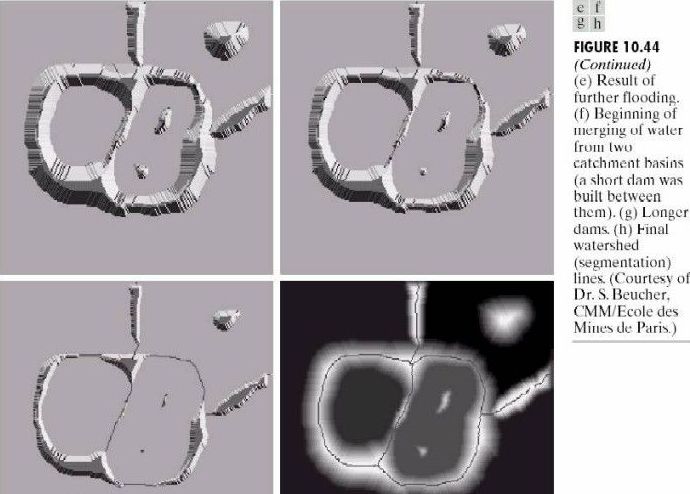 e f
g h
FIGURE 10.44
(Continued)
(e) Result of
further flooding.
(f) Beginning of
merging of water
from two
catchment basins
(a short dam was
built between
them). (g) Longer
dams. (h) Final
watershed
(segmentation)
lines. (Courtesy of
Dr. S. Beucher,
CMM/Ecole des
Mines de Paris.)